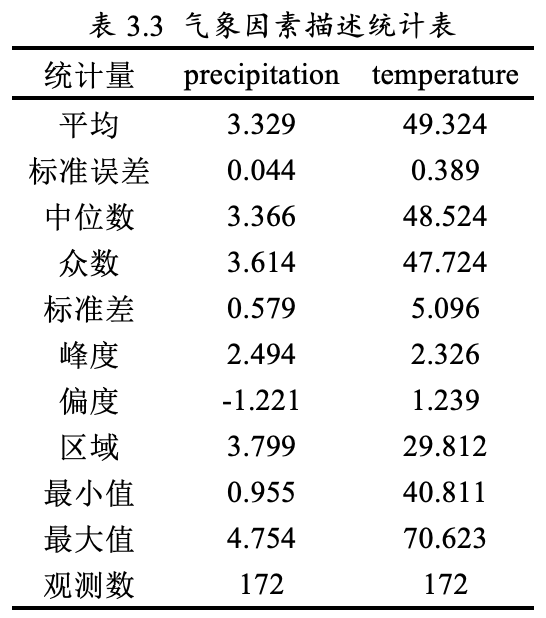 表 3.3 气象因素描述统计表
统计量 precipitation temperature
平均 3.329 49.324
标准误差 0.044 0.389
中位数 3.366 48.524
众数 3.614 47.724
标准差 0.579 5.096
峰度 2.494 2.326
偏度 -1.221 1.239
区域 3.799 29.812
最小值 0.955 40.811
最大值 4.754 70.623
观测数 172 172